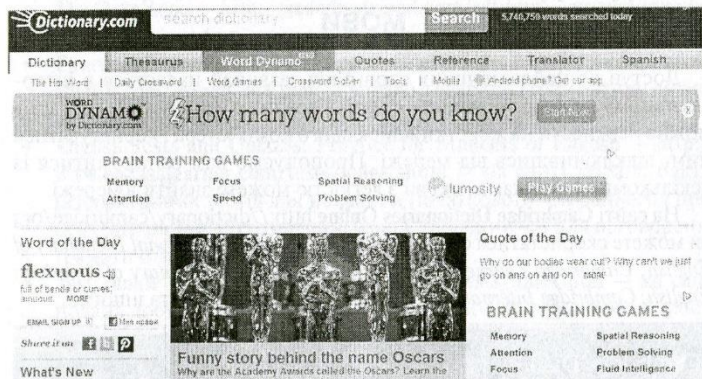 Dictionary.com
search dictionary
Search
5,740,750 words searched today
Dictionary Thesaurus Word Dynamo Quotes Reference Translator Spanish
The Hot Word | Daily Crossword | Word Games | Crossword Solver | Tools | Mobile Android phone? Get our app
WORD
DYNAMO
by Dictionary.com
How many words do you know?
Start Now
BRAIN TRAINING GAMES
Memory Focus Spatial Reasoning
Attention Speed Problem Solving
lumosity
Play Games
Word of the Day
flexuous
full of bends or curves;
sinuous. MORE
EMAIL SIGN UP
Мне нравится
Share it on
What's New
Funny story behind the name Oscars
Why are the Academy Awards called the Oscars? Learn the
Quote of the Day
Why do our bodies wear out? Why can't we just
go on and on and on MORE
BRAIN TRAINING GAMES
Memory Spatial Reasoning
Attention Problem Solving
Focus Fluid Intelligence